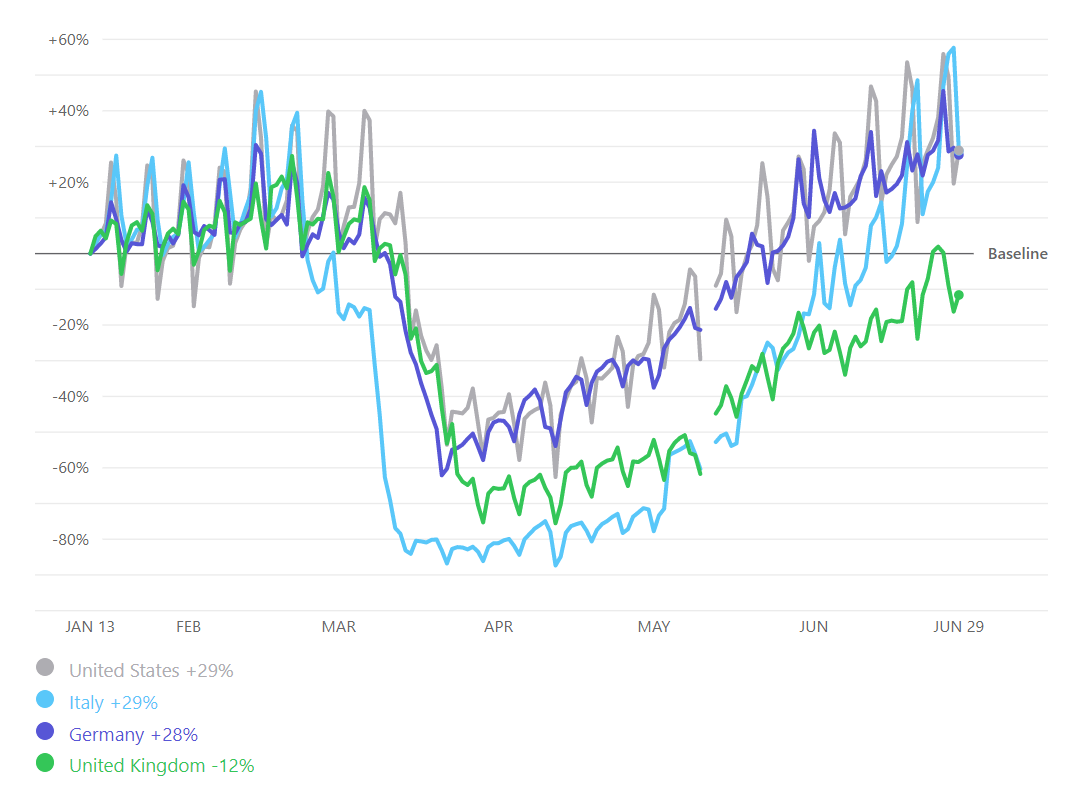 +60%
+40%
+20%
Baseline
-20%
-40%
-60%
-80%
JAN 13 FEB MAR APR MAY JUN JUN 29
United States +29%
Italy +29%
Germany +28%
United Kingdom -12%